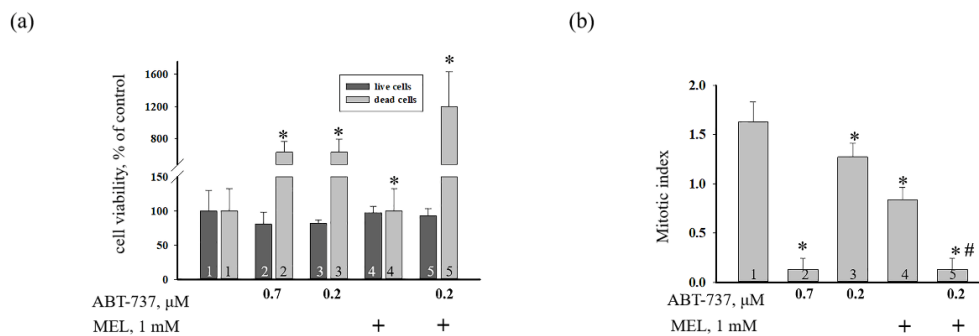 (a)
(b)
cell viability, % of control
1600
1200
800
150
100
50
0
live cells
dead cells
* * * *
1 1 2 2 3 3 4 4 5 5
ABT-737, µM 0.7 0.2 0.2
MEL, 1 mM + +
Mitotic index
2.0
1.5
1.0
0.5
0.0
* * * * #
1 2 3 4 5
ABT-737, µM 0.7 0.2 0.2
MEL, 1 mM + +